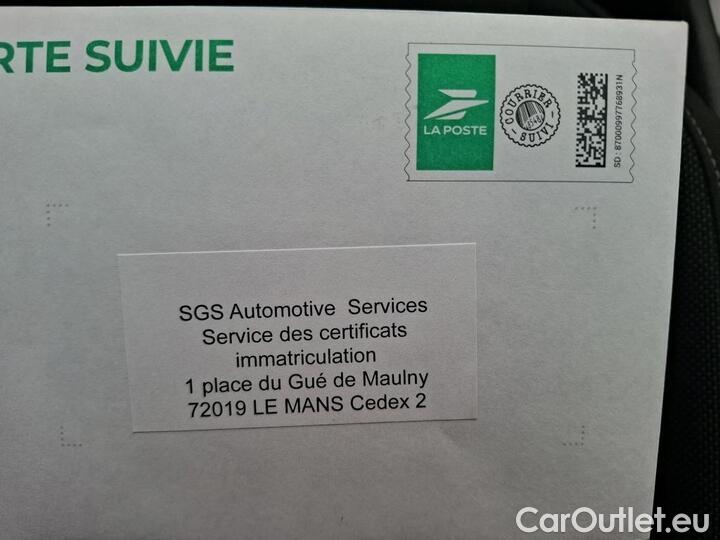 RTE SUIVIE
LA POSTE
COURRIER
SUIVI
SD : 87000997768931N
SGS Automotive Services
Service des certificats
immatriculation
1 place du Gué de Maulny
72019 LE MANS Cedex 2
CarOutlet.eu